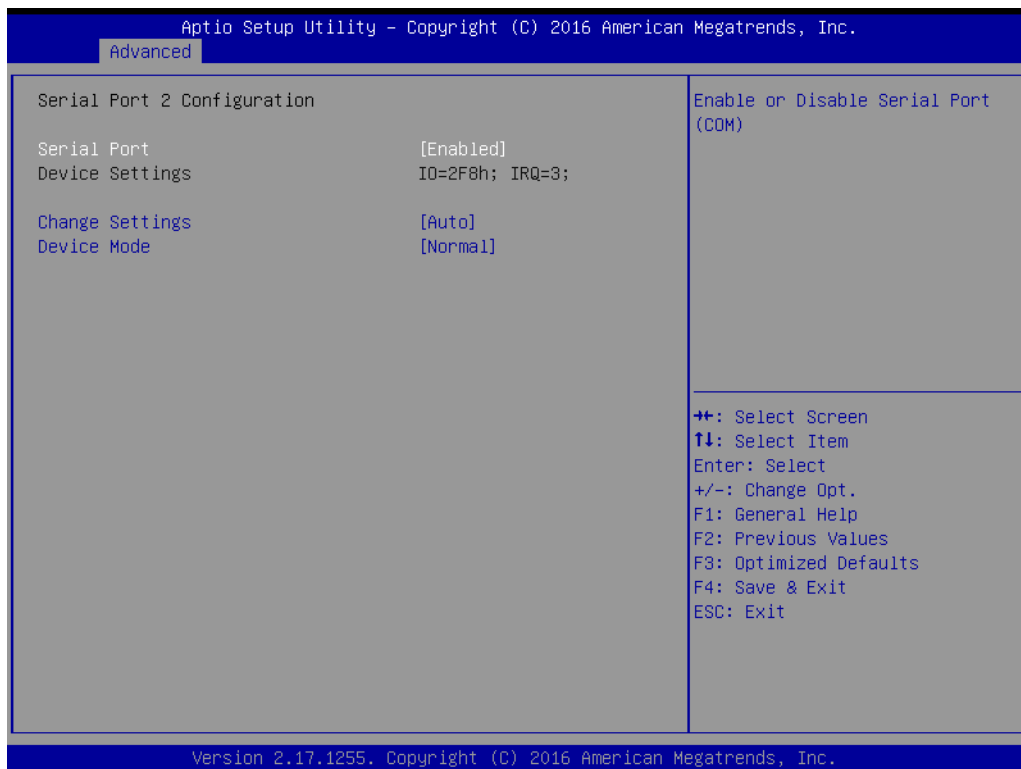 Aptio Setup Utility – Copyright (C) 2016 American Megatrends, Inc.
Advanced
Serial Port 2 Configuration
Serial Port [Enabled]
Device Settings IO=2F8h; IRQ=3;
Change Settings [Auto]
Device Mode [Normal]
Enable or Disable Serial Port
(COM)
→←: Select Screen
↑↓: Select Item
Enter: Select
+/-: Change Opt.
F1: General Help
F2: Previous Values
F3: Optimized Defaults
F4: Save & Exit
ESC: Exit
Version 2.17.1255. Copyright (C) 2016 American Megatrends, Inc.